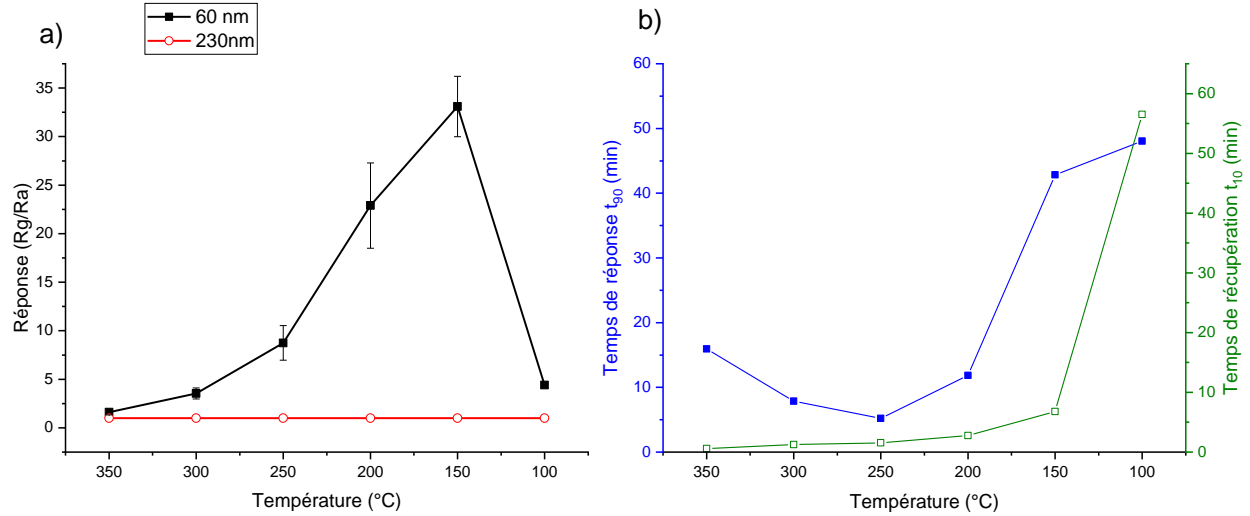 a)
60 nm
230nm
Réponse (Rg/Ra)
35
30
25
20
15
10
5
0
350 300 250 200 150 100
Température (°C)
b)
Temps de réponse t90 (min)
60
50
40
30
20
10
0
350 300 250 200 150 100
Température (°C)
60
50
40
30
20
10
0
Temps de récupération t10 (min)